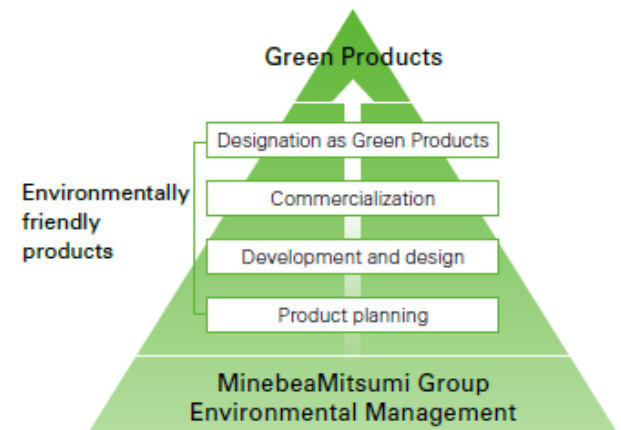 Green Products
Designation as Green Products
Commercialization
Environmentally
friendly
products
Development and design
Product planning
MinebeaMitsumi Group
Environmental Management